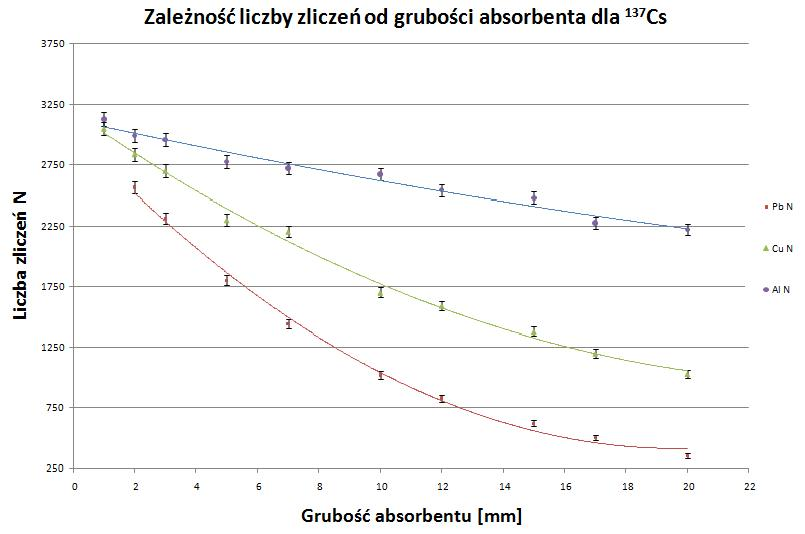 Zależność liczby zliczeń od grubości absorbenta dla ¹³⁷Cs
Liczba zliczeń N
3750
3250
2750
2250
1750
1250
750
250
0 2 4 6 8 10 12 14 16 18 20 22
Grubość absorbentu [mm]
Pb N
Cu N
Al N